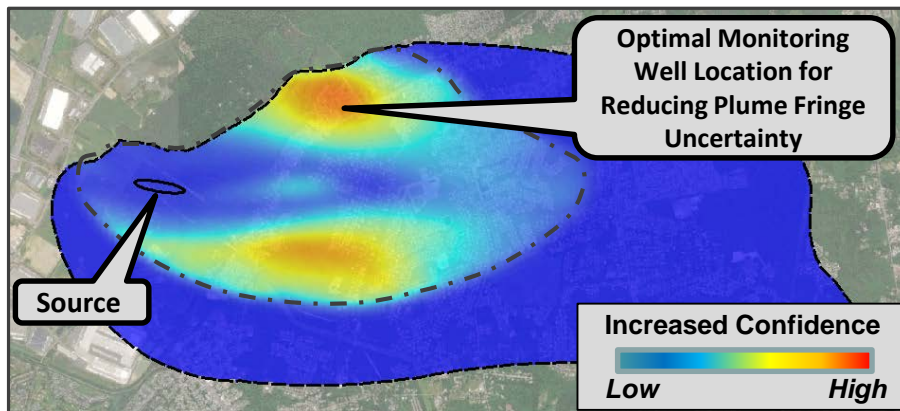 Optimal Monitoring
Well Location for
Reducing Plume Fringe
Uncertainty
Source
Increased Confidence
Low High